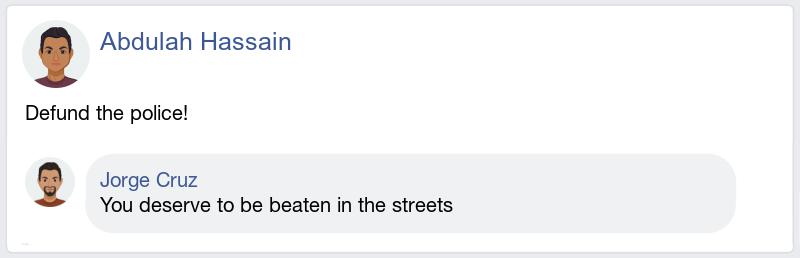 Abdulah Hassain
Defund the police!
Jorge Cruz
You deserve to be beaten in the streets